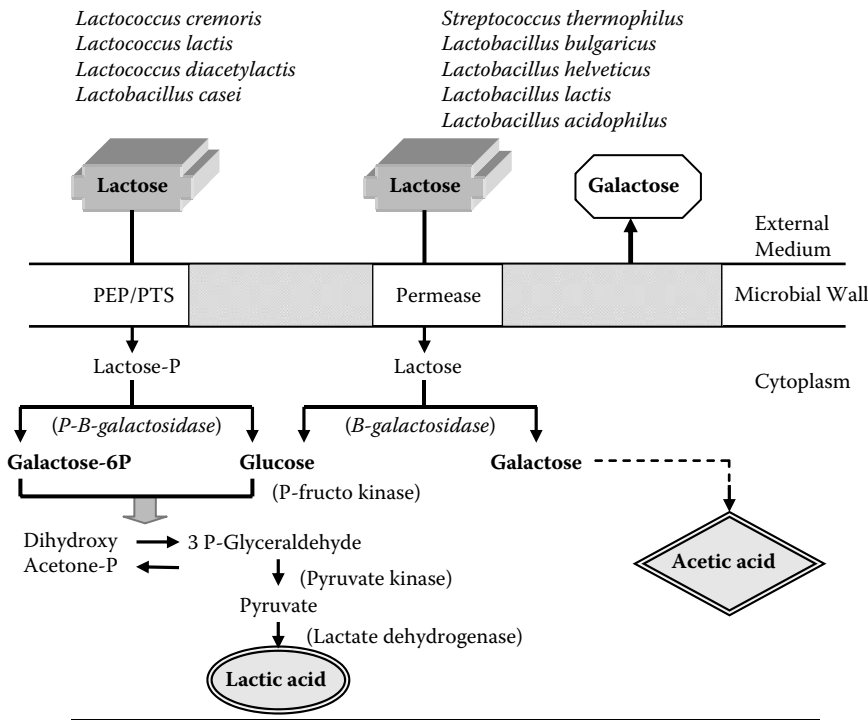 Lactococcus cremoris
Lactococcus lactis
Lactococcus diacetylactis
Lactobacillus casei
Streptococcus thermophilus
Lactobacillus bulgaricus
Lactobacillus helveticus
Lactobacillus lactis
Lactobacillus acidophilus
Lactose
Lactose
Galactose
External
Medium
PEP/PTS
Permease
Microbial Wall
Lactose-P
Lactose
Cytoplasm
(P-B-galactosidase)
(B-galactosidase)
Galactose-6P
Glucose
Galactose
(P-fructo kinase)
Dihydroxy
Acetone-P
3 P-Glyceraldehyde
Acetic acid
(Pyruvate kinase)
Pyruvate
(Lactate dehydrogenase)
Lactic acid